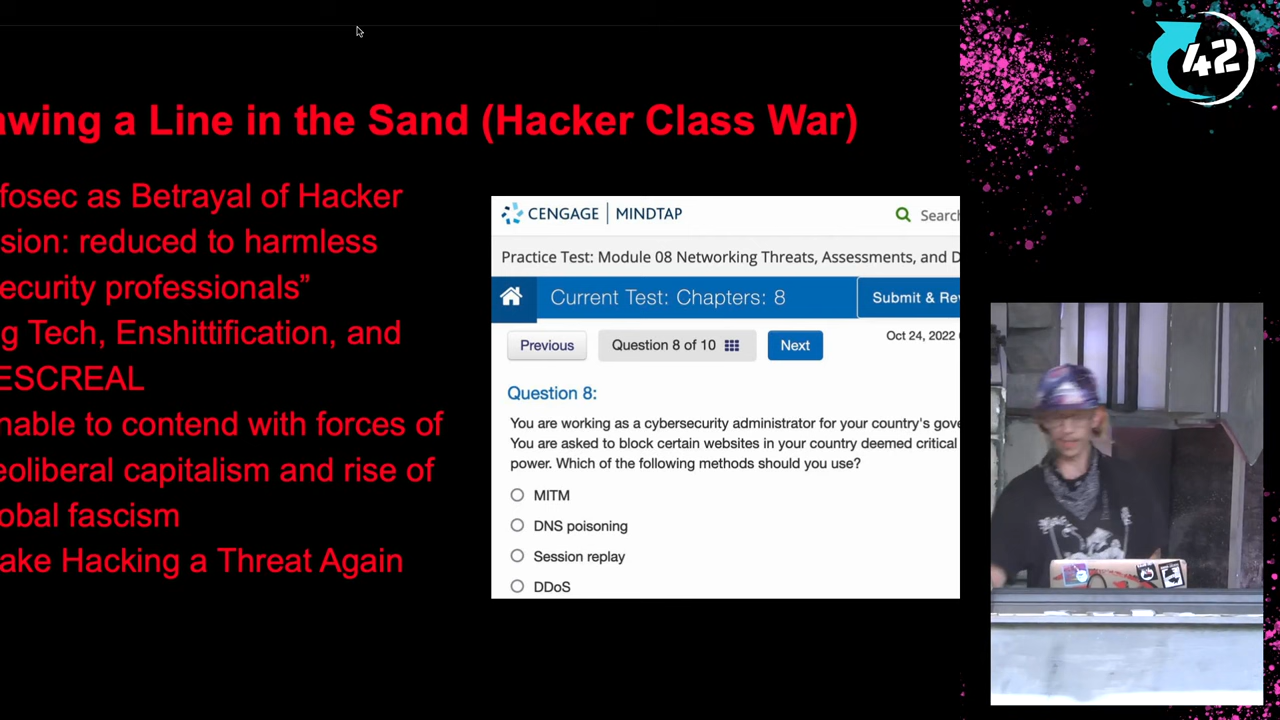 42
awing a Line in the Sand (Hacker Class War)
fosec as Betrayal of Hacker
sion: reduced to harmless
ecurity professionals”
g Tech, Enshittification, and
ESCREAL
nable to contend with forces of
eoliberal capitalism and rise of
obal fascism
ake Hacking a Threat Again
CENGAGE | MINDTAP
Search
Practice Test: Module 08 Networking Threats, Assessments, and D
Current Test: Chapters: 8
Submit & Re
Previous
Question 8 of 10
Next
Oct 24, 2022
Question 8:
You are working as a cybersecurity administrator for your country's gove
You are asked to block certain websites in your country deemed critical
power. Which of the following methods should you use?
MITM
DNS poisoning
Session replay
DDoS